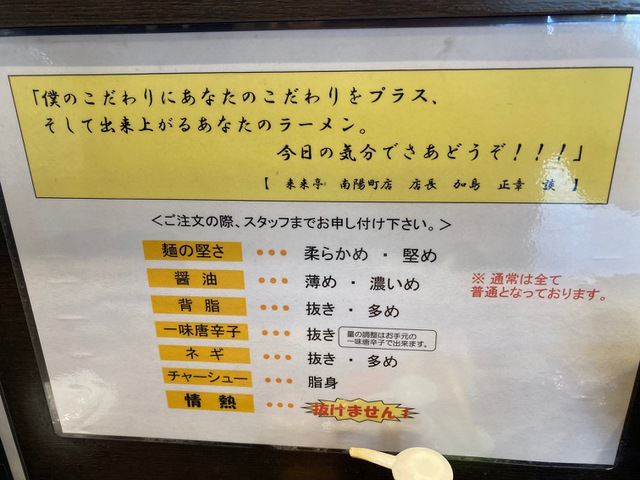 「僕のこだわりにあなたのこだわりをプラス、
そして出来上がるあなたのラーメン。
今日の気分でさあどうぞ！！！」
【 来来亭 南陽町店 店長 加島 正章 談 】
＜ご注文の際、スタッフまでお申し付け下さい。＞
麺の堅さ ••• 柔らかめ ・ 堅め
醤油 ••• 薄め ・ 濃いめ
※ 通常は全て
普通となっております。
背脂 ••• 抜き ・ 多め
一味唐辛子 ••• 抜き
量の調整はお手元の
一味唐辛子で出来ます。
ネギ ••• 抜き ・ 多め
チャーシュー ••• 脂身
情熱 ••• 抜けません！